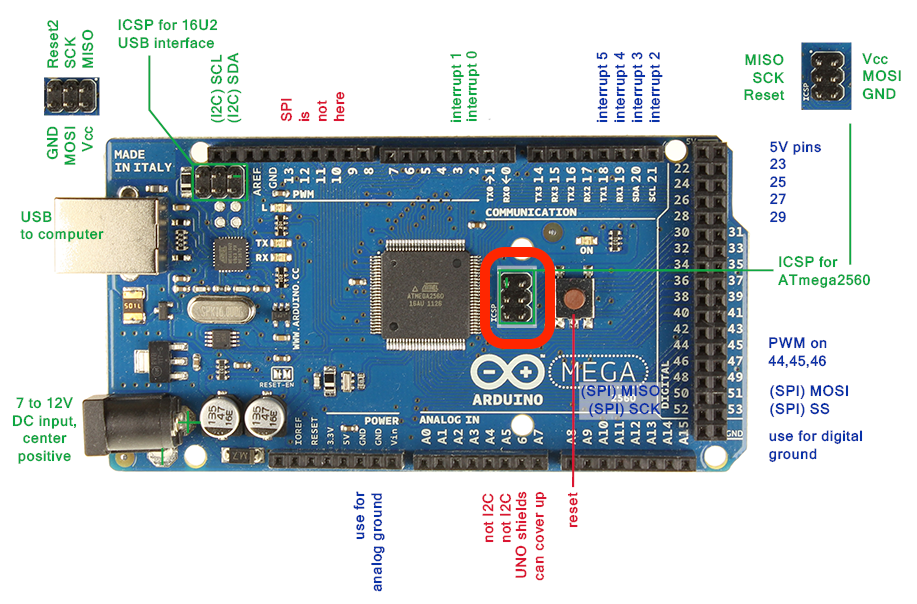 Reset2
SCK
MISO
ICSP for 16U2
USB interface
(I2C) SCL
(I2C) SDA
SPI
is
not
here
interrupt 1
interrupt 0
interrupt 5
interrupt 4
interrupt 3
interrupt 2
MISO
SCK
Reset
ICSP
Vcc
MOSI
GND
GND
MOSI
Vcc
MADE
IN ITALY
AREF
GND
13
12
11
10
9
8
7
6
5
4
3
2
TX0→1
RX0←0
TX3 14
RX3 15
TX2 16
RX2 17
TX1 18
RX1 19
SDA 20
SCL 21
5V
22
24
26
28
30
32
34
36
38
40
42
44
46
48
50
52
31
33
35
37
39
41
43
45
47
49
51
53
GND
5V pins
23
25
27
29
PWM
COMMUNICATION
L
TX
RX
ON
USB
to computer
ICSP for
ATmega2560
WWW.ARDUINO.CC
ATMEGA2560
16AU 1126
ICSP
RESET-EN
ARDUINO
MEGA
2560
(SPI) MISO
(SPI) SCK
DIGITAL
PWM on
44,45,46
(SPI) MOSI
(SPI) SS
use for digital
ground
7 to 12V
DC input,
center
positive
135
47
16E
135
47
16E
M7
POWER
ANALOG IN
IOREF
RESET
3.3V
5V
GND
GND
Vin
A0
A1
A2
A3
A4
A5
6
A7
A8
A9
A10
A11
A12
A13
A14
A15
use for
analog ground
not I2C
not I2C
UNO shields
can cover up
reset